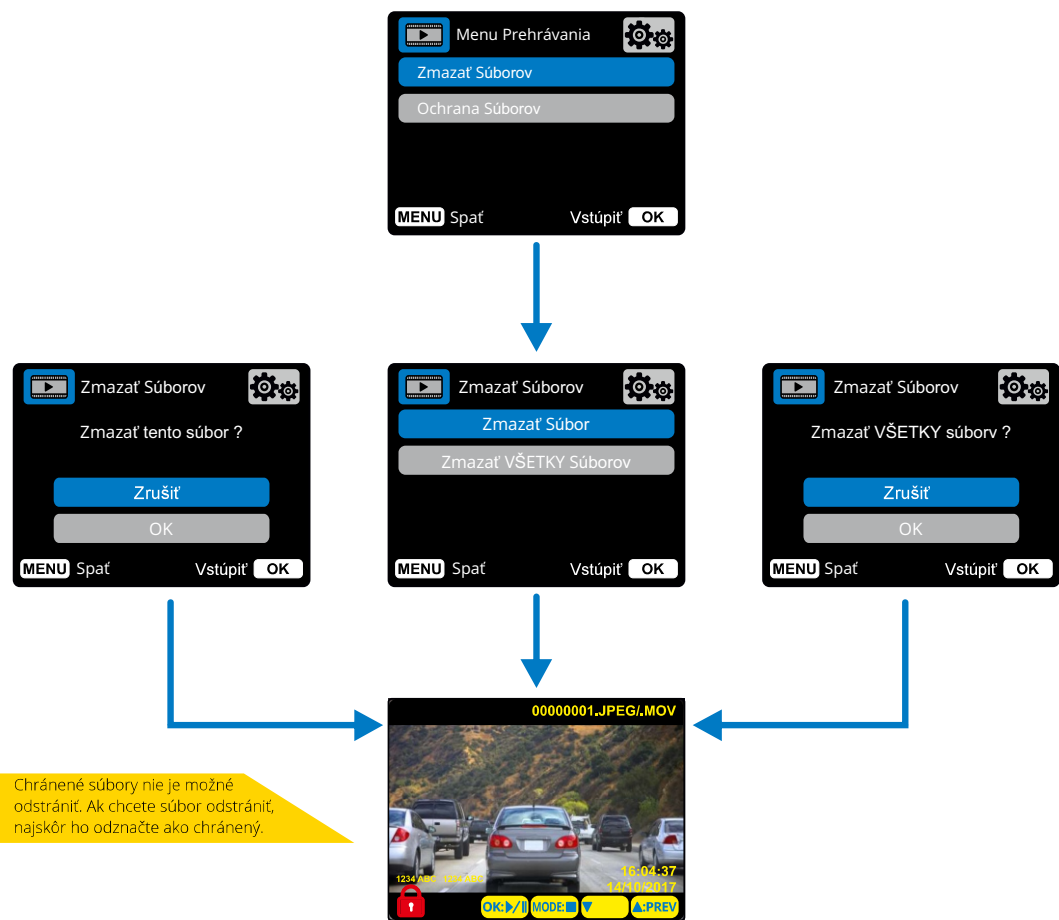 Menu Prehrávania
Zmazať Súborov
Ochrana Súborov
MENU Spať Vstúpiť OK
Zmazať Súborov
Zmazať tento súbor ?
Zrušiť
OK
MENU Spať Vstúpiť OK
Zmazať Súborov
Zmazať Súbor
Zmazať VŠETKY Súborov
MENU Spať Vstúpiť OK
Zmazať Súborov
Zmazať VŠETKY súborv ?
Zrušiť
OK
MENU Spať Vstúpiť OK
00000001.JPEG/.MOV
Chránené súbory nie je možné
odstrániť. Ak chcete súbor odstrániť,
najskôr ho odznačte ako chránený.
1234 ABC
16:04:37
14/10/2017
OK:▶/|| MODE:■ ▼ ▲:PREV